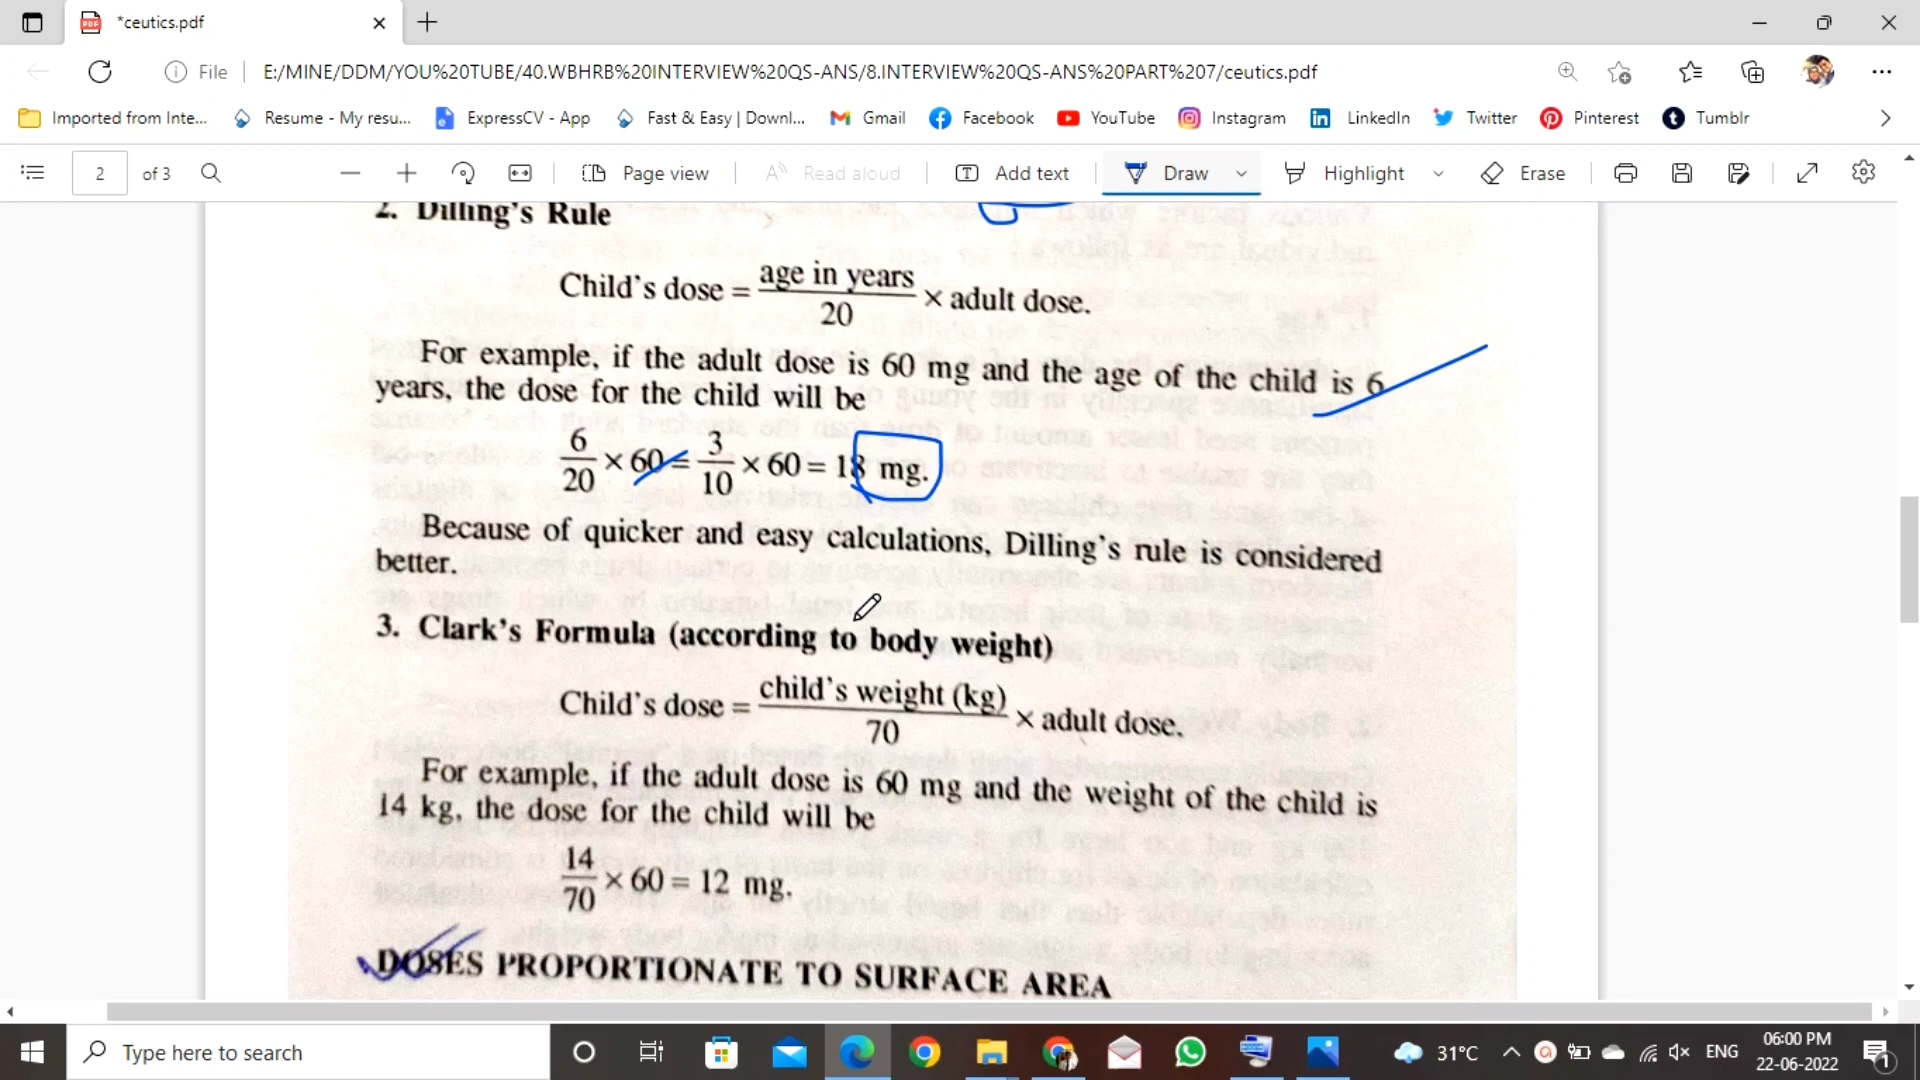 *ceutics.pdf
File
E:/MINE/DDM/YOU%20TUBE/40.WBHRB%20INTERVIEW%20QS-ANS/8.INTERVIEW%20QS-ANS%20PART%207/ceutics.pdf
Imported from Inte... Resume - My resu... ExpressCV - App Fast & Easy | Downl... Gmail Facebook YouTube Instagram LinkedIn Twitter Pinterest Tumblr
2 of 3 Page view Read aloud Add text Draw Highlight Erase
2. Dilling's Rule
Child's dose = age in years / 20 × adult dose.
For example, if the adult dose is 60 mg and the age of the child is 6
years, the dose for the child will be
6/20 × 60 = 3/10 × 60 = 18 mg.
Because of quicker and easy calculations, Dilling's rule is considered
better.
3. Clark's Formula (according to body weight)
Child's dose = child's weight (kg) / 70 × adult dose.
For example, if the adult dose is 60 mg and the weight of the child is
14 kg, the dose for the child will be
14/70 × 60 = 12 mg.
DOSES PROPORTIONATE TO SURFACE AREA
Type here to search
31°C
ENG
06:00 PM
22-06-2022
1